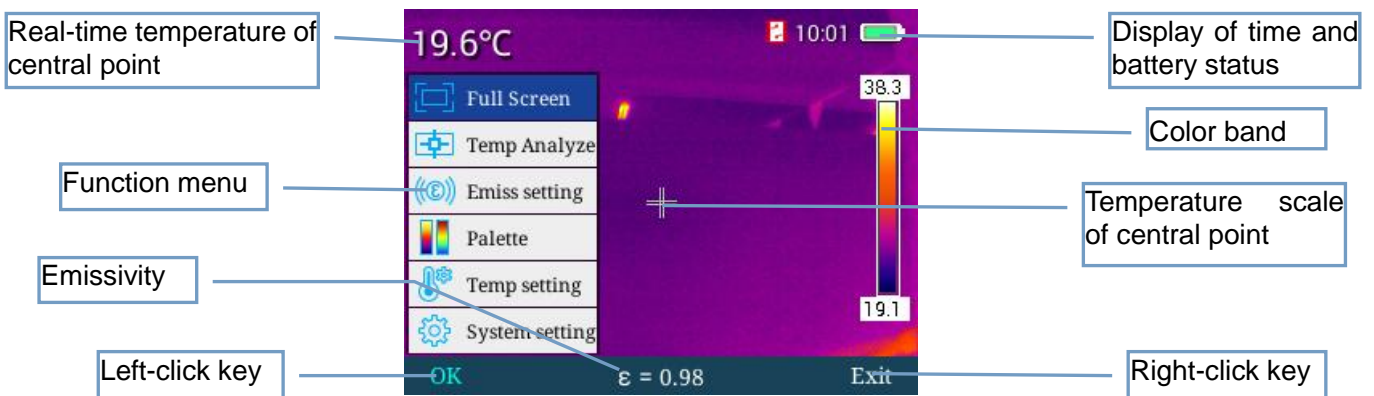 Real-time temperature of
central point
19.6°C
10:01
Display of time and
battery status
Full Screen
38.3
Temp Analyze
Color band
Function menu
Emiss setting
Temperature scale
of central point
Palette
Emissivity
Temp setting
19.1
System setting
Left-click key
OK
ε = 0.98
Exit
Right-click key